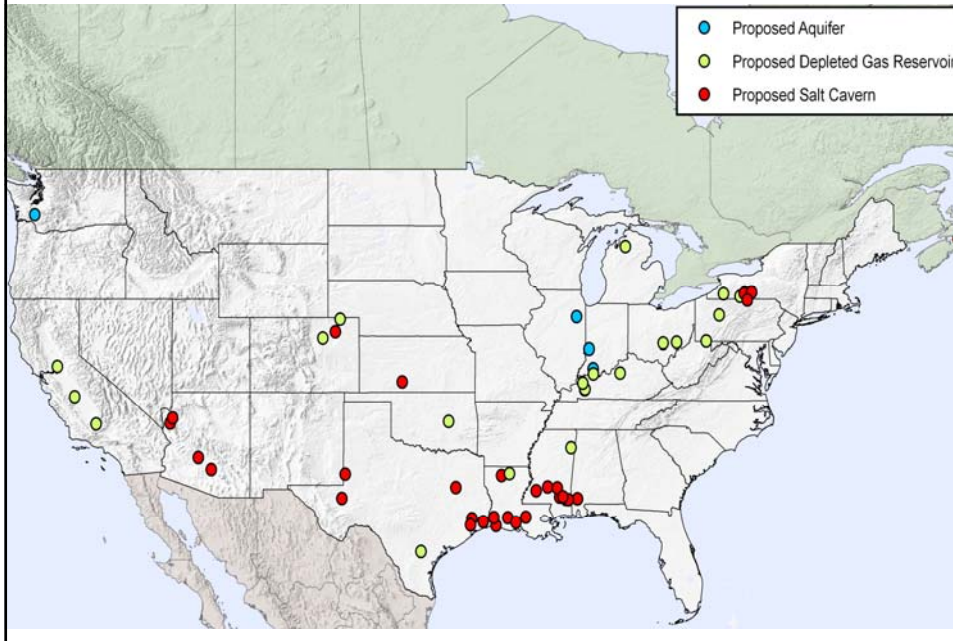 Proposed Aquifer
Proposed Depleted Gas Reservoir
Proposed Salt Cavern